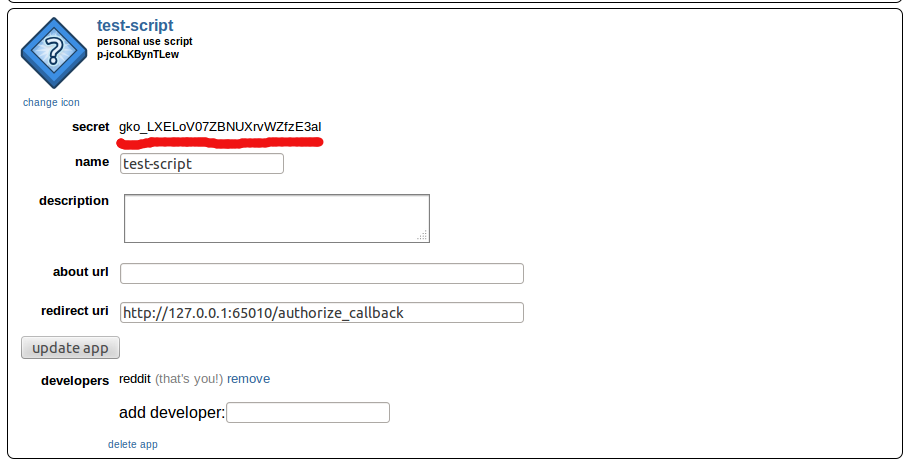 test-script
personal use script
p-jcoLKBynTLew
change icon
secret gko_LXELoV07ZBNUXrvWZfzE3aI
name test-script
description
about url
redirect uri http://127.0.0.1:65010/authorize_callback
update app
developers reddit (that's you!) remove
add developer:
delete app